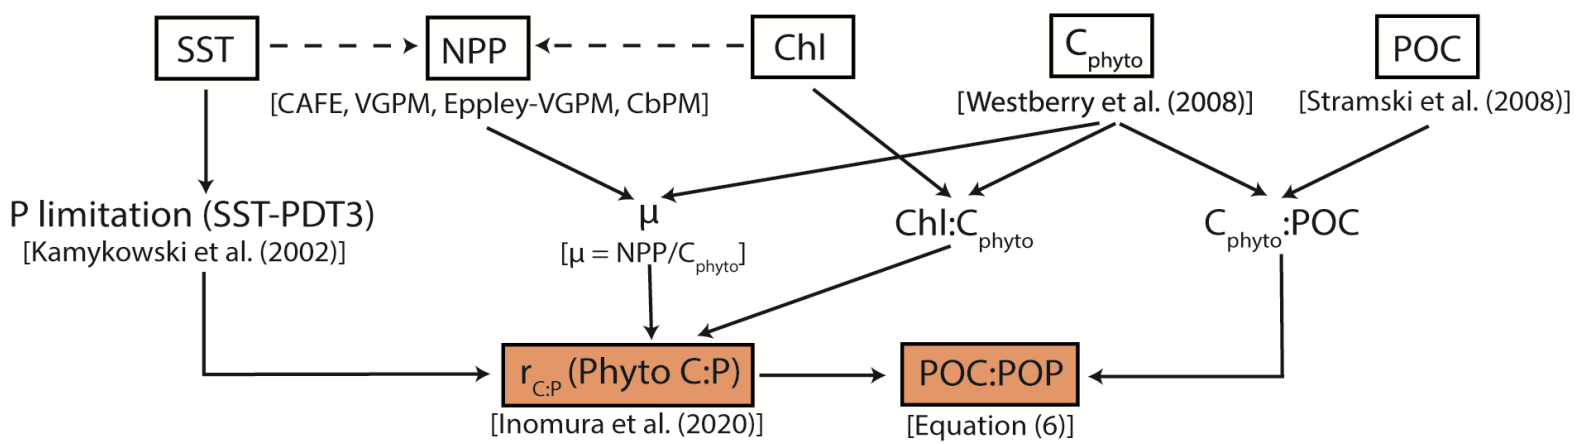 SST
NPP
Chl
Cphyto
POC
[CAFE, VGPM, Eppley-VGPM, CbPM]
[Westberry et al. (2008)]
[Stramski et al. (2008)]
P limitation (SST-PDT3)
[Kamykowski et al. (2002)]
μ
[μ = NPP/Cphyto]
Chl:Cphyto
Cphyto:POC
rC:P (Phyto C:P)
[Inomura et al. (2020)]
POC:POP
[Equation (6)]